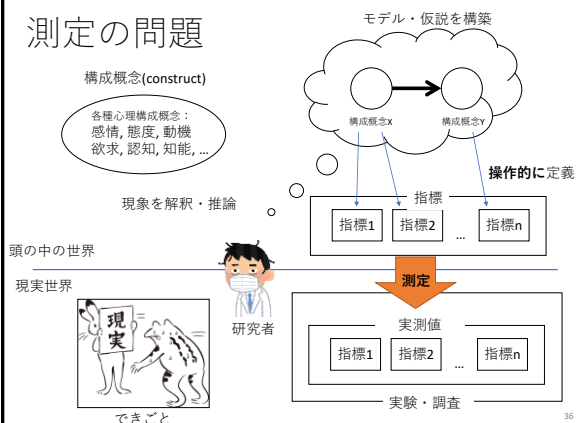 測定の問題
モデル・仮説を構築
構成概念(construct)
各種心理構成概念：
感情, 態度, 動機
欲求, 認知, 知能, ...
構成概念X
構成概念Y
操作的に定義
現象を解釈・推論
指標
指標1
指標2
...
指標n
頭の中の世界
現実世界
測定
現実
研究者
実測値
指標1
指標2
...
指標n
実験・調査
できごと
36